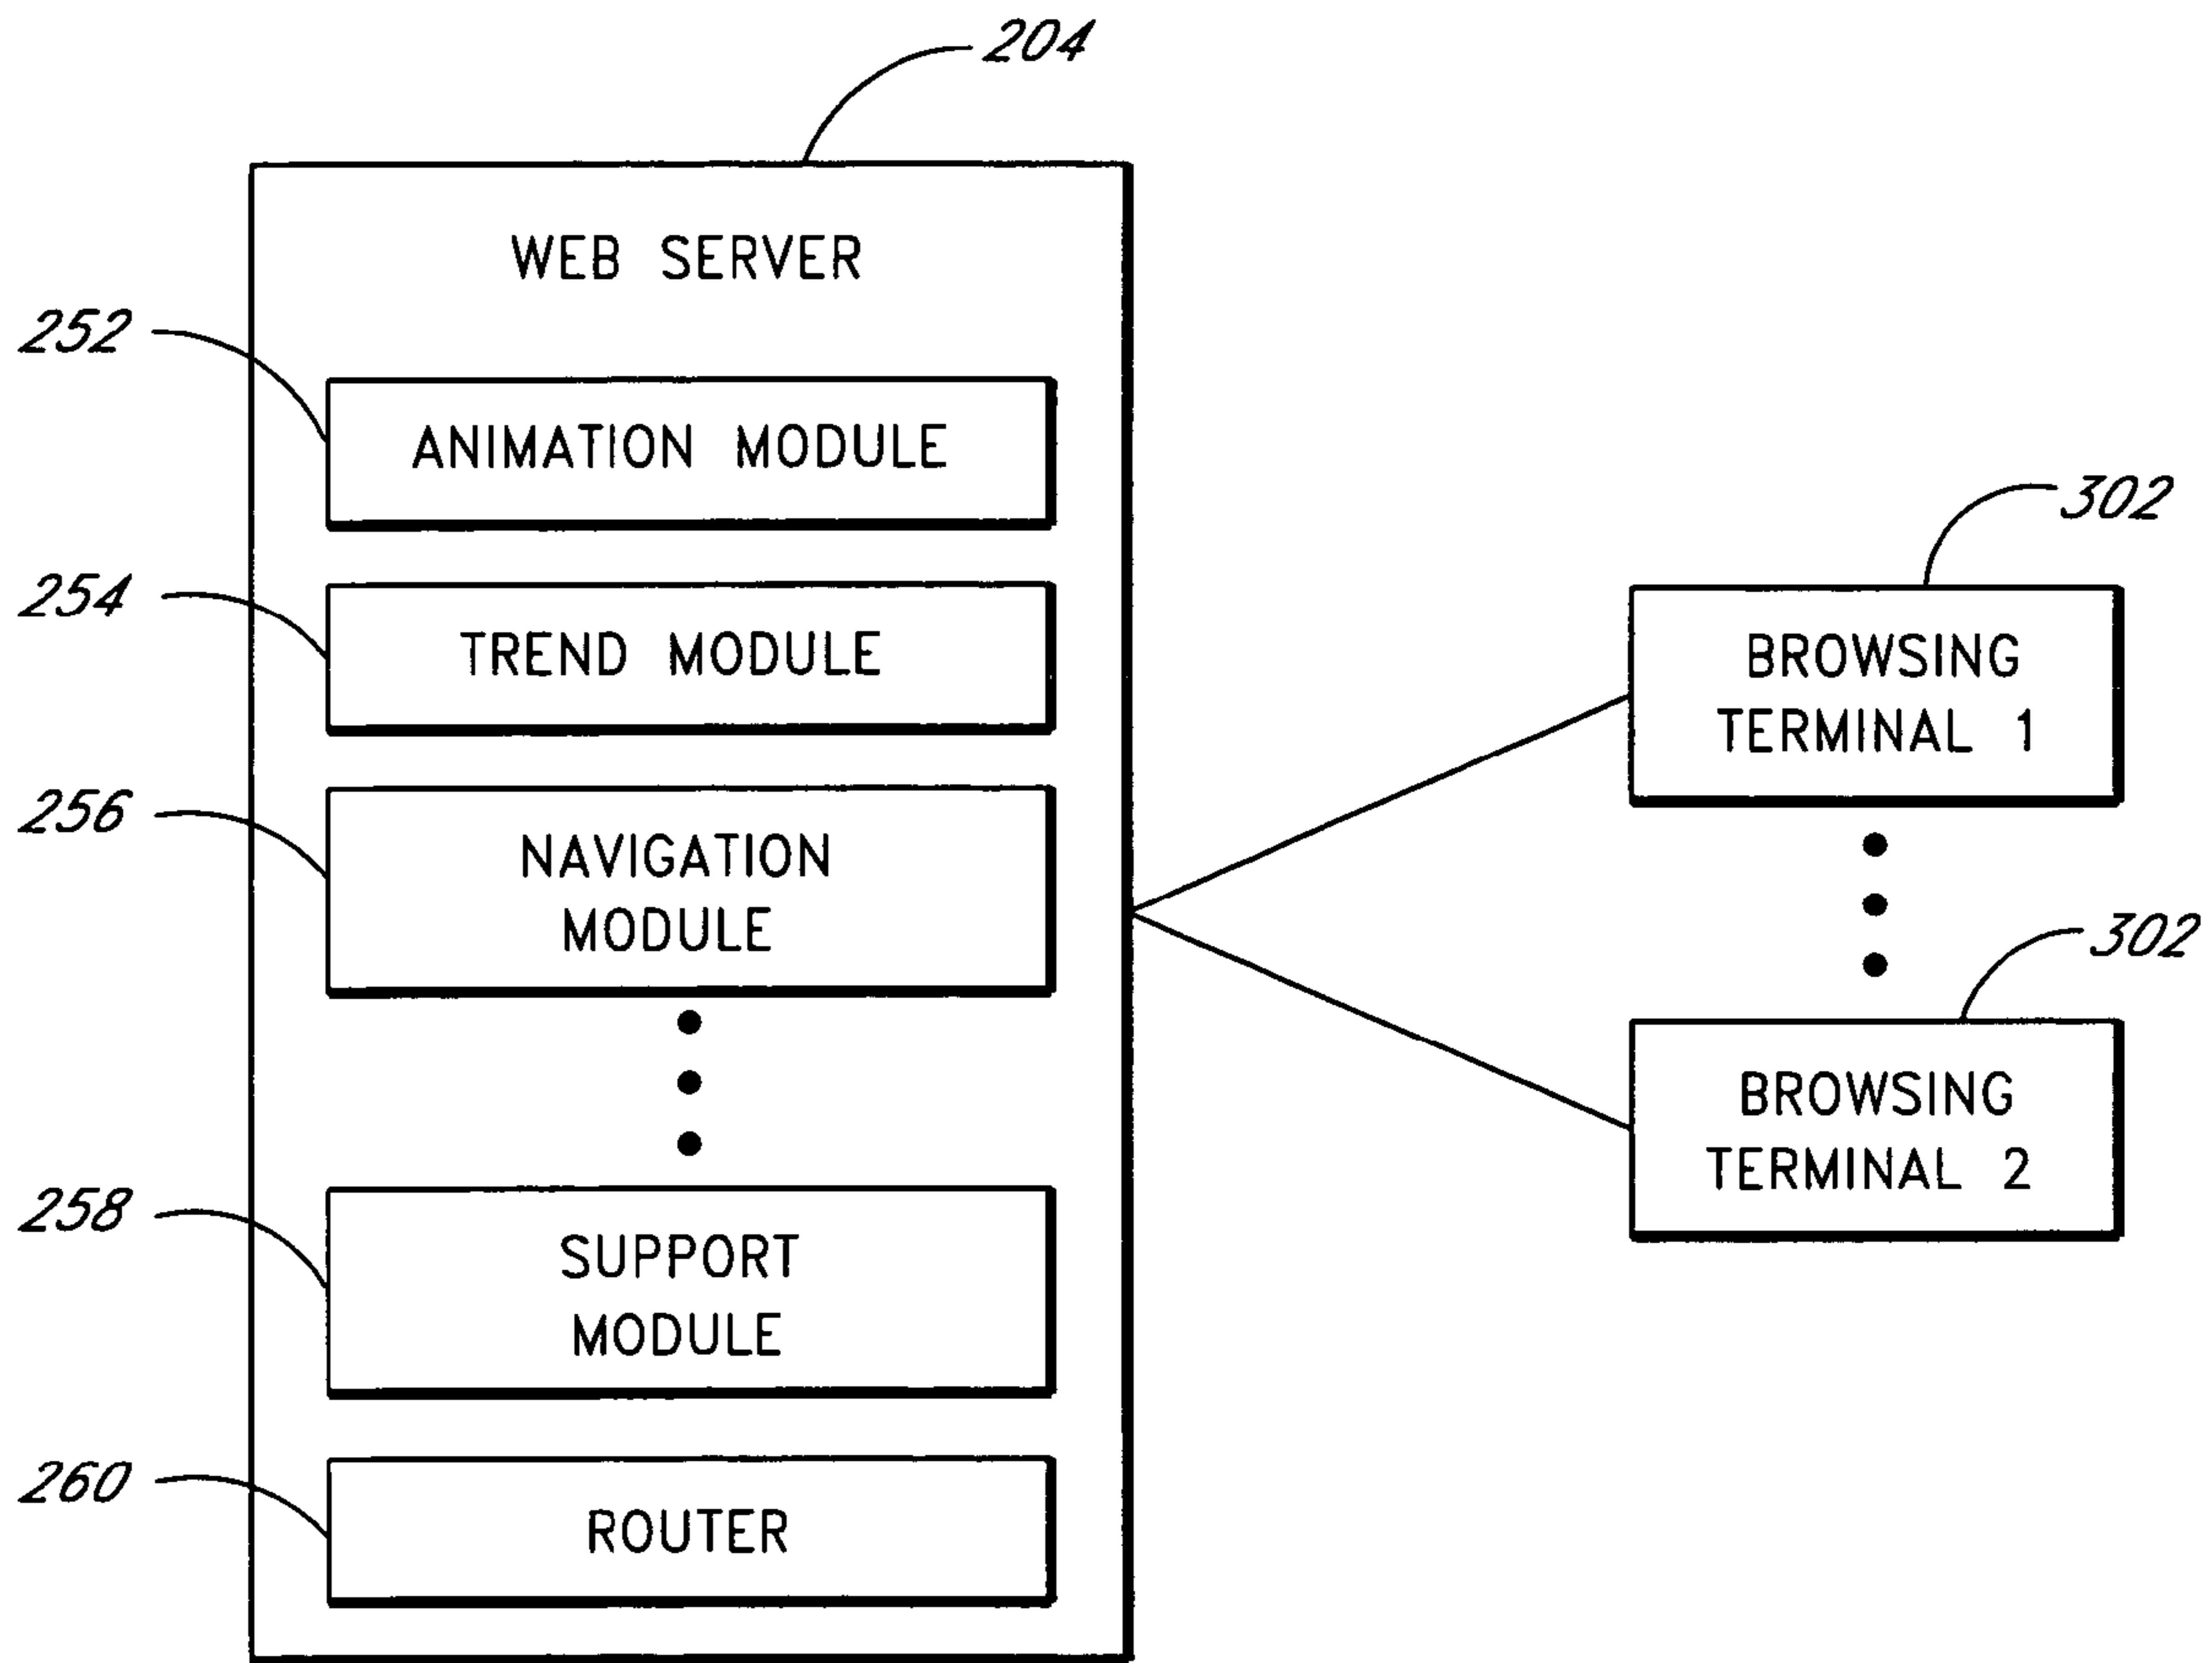 204
WEB SERVER
252
ANIMATION MODULE
254
TREND MODULE
256
NAVIGATION
MODULE
258
SUPPORT
MODULE
260
ROUTER
302
BROWSING
TERMINAL 1
302
BROWSING
TERMINAL 2